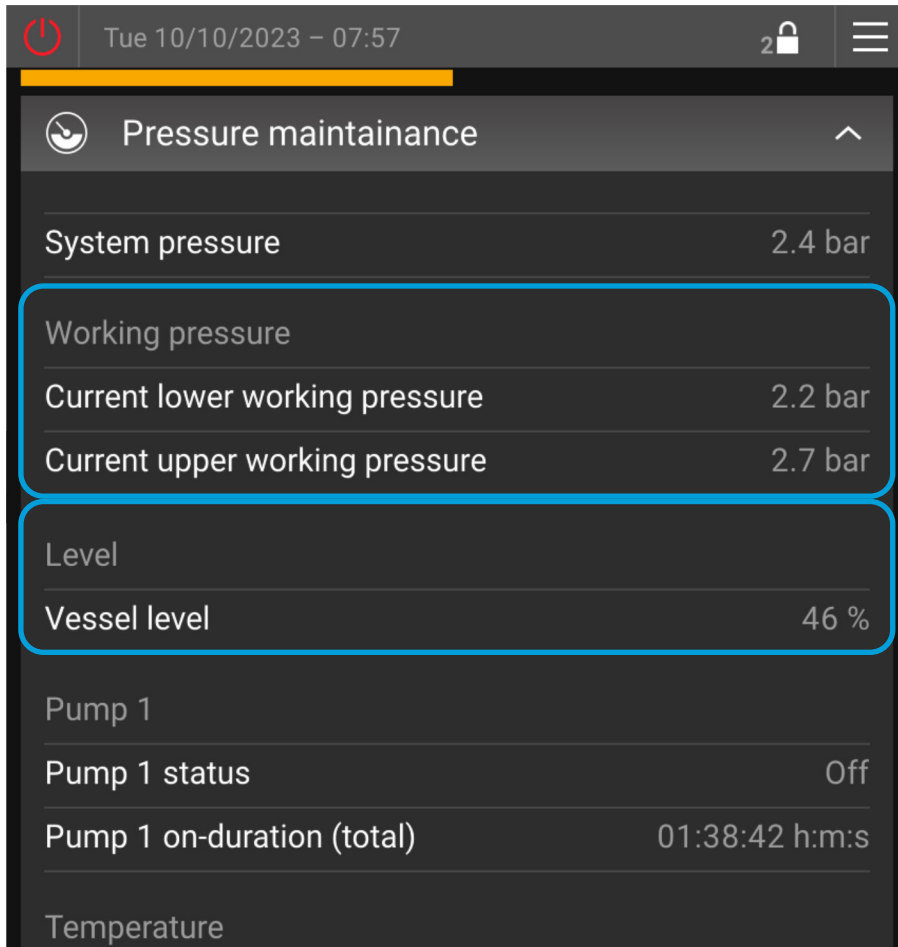 Tue 10/10/2023 – 07:57 2
Pressure maintainance
System pressure 2.4 bar
Working pressure
Current lower working pressure 2.2 bar
Current upper working pressure 2.7 bar
Level
Vessel level 46 %
Pump 1
Pump 1 status Off
Pump 1 on-duration (total) 01:38:42 h:m:s
Temperature